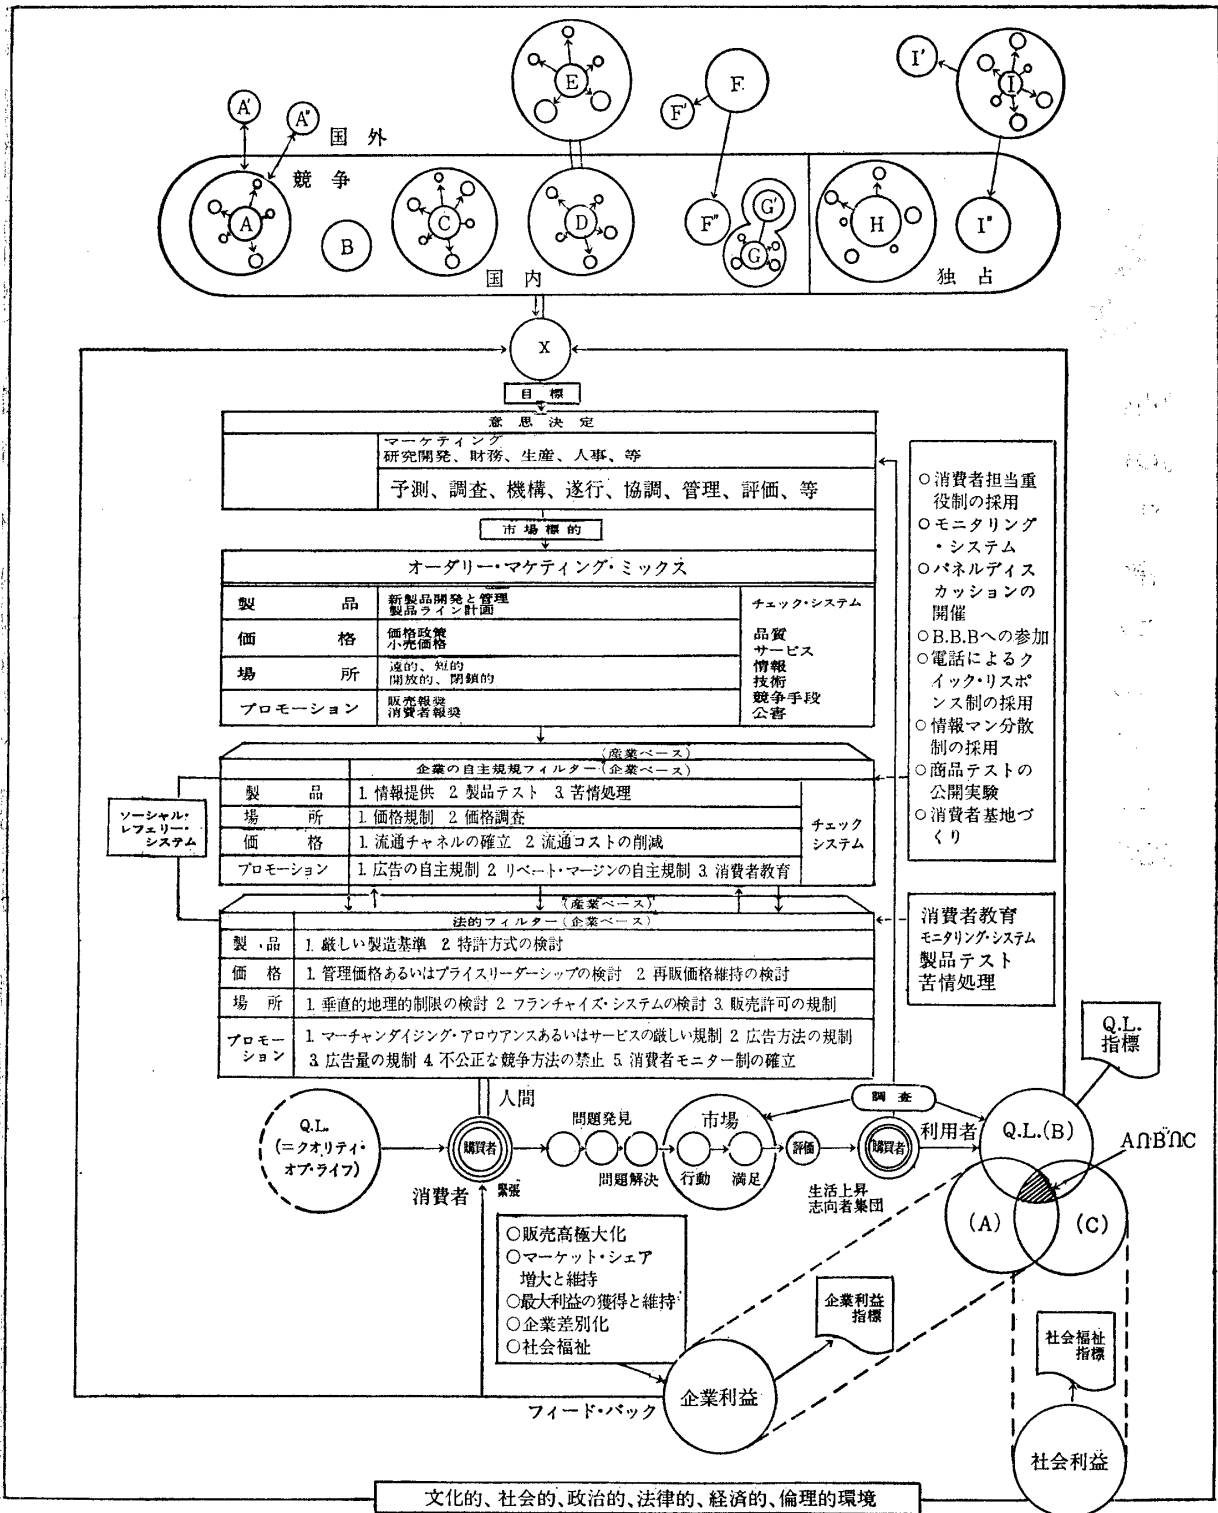 E
F
F'
I'
I
A'
A"
国 外
競 争
A
B
C
D
F"
G'
G
H
I"
国 内
独 占
X
目 標
意 思 決 定
マーケティング
研究開発、財務、生産、人事、等
予測、調査、機構、遂行、協調、管理、評価、等
市 場 標 的
オーダリー・マケティング・ミックス
製 品
新製品開発と管理
製品ライン計画
価 格
価格政策
小売価格
場 所
遠的、短的
開放的、閉鎖的
プロモーション
販売報奨
消費者報奨
チェック・システム
品質
サービス
情報
技術
競争手段
公害
○消費者担当重
役制の採用
○モニタリング
・システム
○パネルディス
カッションの
開催
○B.B.Bへの参加
○電話によるク
イック・リスポ
ンス制の採用
○情報マン分散
制の採用
○商品テストの
公開実験
○消費者基地づ
くり
(産業ベース)
企業の自主規規フィルター(企業ベース)
製 品
1. 情報提供 2. 製品テスト 3. 苦情処理
場 所
1. 価格規制 2. 価格調査
価 格
1. 流通チャネルの確立 2. 流通コストの削減
プロモーション
1. 広告の自主規制 2. リベート・マージンの自主規制 3. 消費者教育
チェック
システム
ソーシャル・
レフェリー・
システム
(産業ベース)
法的フィルター(企業ベース)
製 品
1. 厳しい製造基準 2. 特許方式の検討
価 格
1. 管理価格あるいはプライスリーダーシップの検討 2. 再販価格維持の検討
場 所
1. 垂直的地理的制限の検討 2. フランチャイズ・システムの検討 3. 販売許可の規制
プロモー
ション
1. マーチャンダイジング・アロウアンスあるいはサービスの厳しい規制 2. 広告方法の規制
3. 広告量の規制 4. 不公正な競争方法の禁止 5. 消費者モニター制の確立
消費者教育
モニタリング・システム
製品テスト
苦情処理
Q.L.
指標
Q.L.
(=クオリティ・
オブ・ライフ)
人間
購買者
消費者
緊張
問題発見
問題解決
市場
行動
満足
評価
調 査
購買者
利用者
生活上昇
志向者集団
Q.L.(B)
A∩B∩C
(A)
(C)
○販売高極大化
○マーケット・シェア
増大と維持
○最大利益の獲得と維持
○企業差別化
○社会福祉
企業利益
指標
社会福祉
指標
企業利益
フィード・バック
社会利益
文化的、社会的、政治的、法律的、経済的、倫理的環境